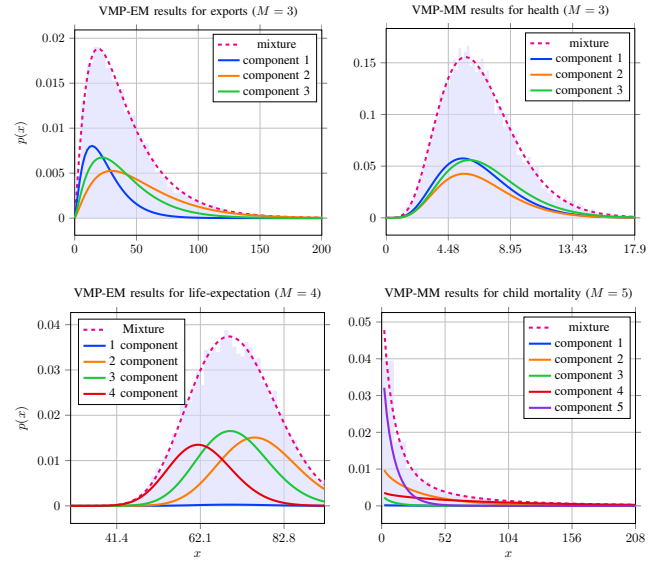 VMP-EM results for exports (M = 3)
0.02
0.015
0.01
0.005
0
p(x)
mixture
component 1
component 2
component 3
0 50 100 150 200
VMP-MM results for health (M = 3)
0.15
0.1
0.05
0
mixture
component 1
component 2
component 3
0 4.48 8.95 13.43 17.9
VMP-EM results for life-expectation (M = 4)
0.04
0.03
0.02
0.01
0
p(x)
Mixture
1 component
2 component
3 component
4 component
41.4 62.1 82.8
x
VMP-MM results for child mortality (M = 5)
0.05
0.04
0.03
0.02
0.01
0
mixture
component 1
component 2
component 3
component 4
component 5
0 52 104 156 208
x